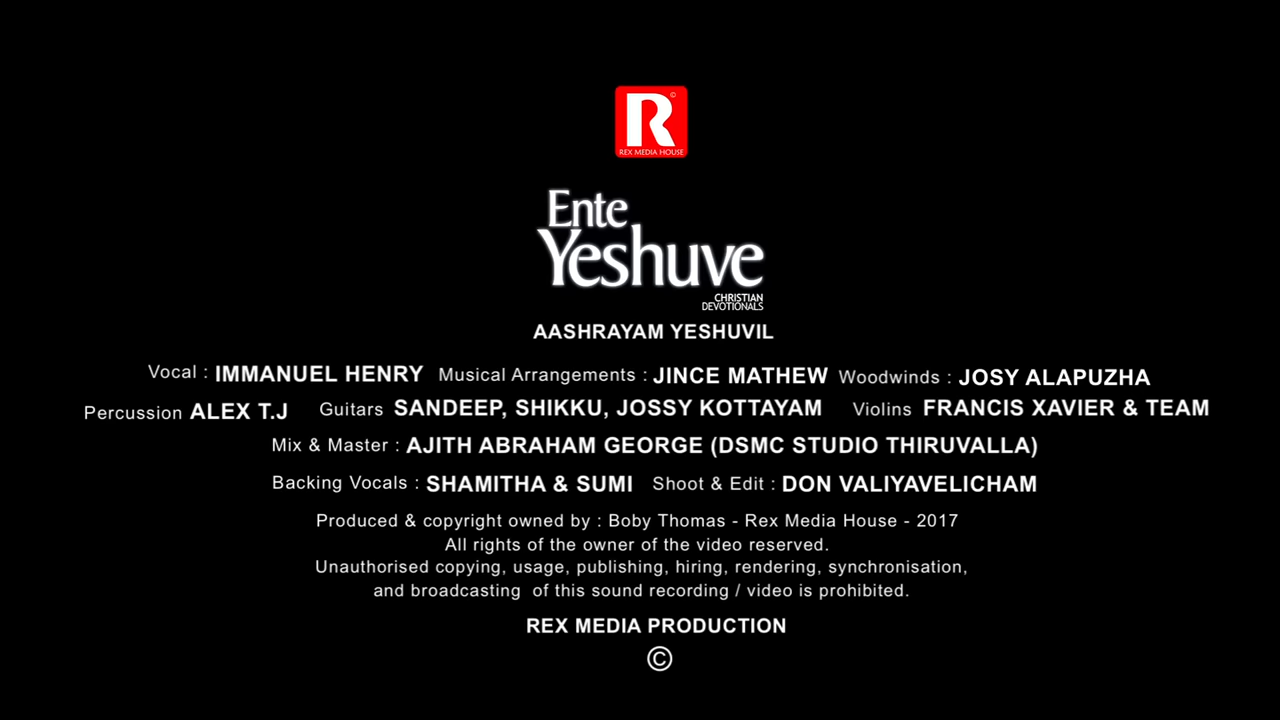 R ©
REX MEDIA HOUSE
Ente
Yeshuve
CHRISTIAN
DEVOTIONALS
AASHRAYAM YESHUVIL
Vocal : IMMANUEL HENRY Musical Arrangements : JINCE MATHEW Woodwinds : JOSY ALAPUZHA
Percussion ALEX T.J Guitars SANDEEP, SHIKKU, JOSSY KOTTAYAM Violins FRANCIS XAVIER & TEAM
Mix & Master : AJITH ABRAHAM GEORGE (DSMC STUDIO THIRUVALLA)
Backing Vocals : SHAMITHA & SUMI Shoot & Edit : DON VALIYAVELICHAM
Produced & copyright owned by : Boby Thomas - Rex Media House - 2017
All rights of the owner of the video reserved.
Unauthorised copying, usage, publishing, hiring, rendering, synchronisation,
and broadcasting of this sound recording / video is prohibited.
REX MEDIA PRODUCTION
©